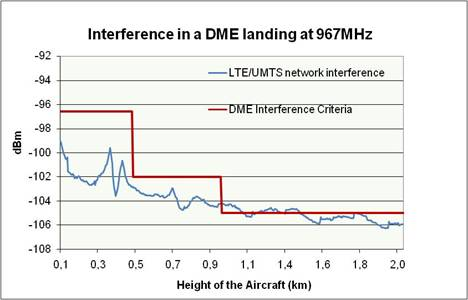 Interference in a DME landing at 967MHz
-92
-94
-96
-98
-100
-102
-104
-106
-108
dBm
LTE/UMTS network interference
DME Interference Criteria
0,1 0,3 0,5 0,7 0,9 1,1 1,2 1,4 1,6 1,8 2,0
Height of the Aircraft (km)